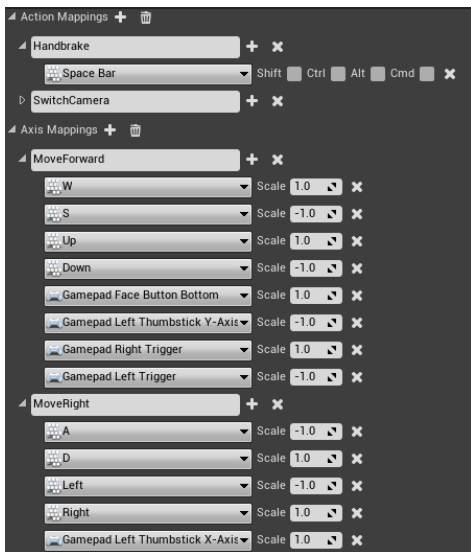 Action Mappings
Handbrake
Space Bar Shift Ctrl Alt Cmd
SwitchCamera
Axis Mappings
MoveForward
W Scale 1.0
S Scale -1.0
Up Scale 1.0
Down Scale -1.0
Gamepad Face Button Bottom Scale 1.0
Gamepad Left Thumbstick Y-Axis Scale -1.0
Gamepad Right Trigger Scale 1.0
Gamepad Left Trigger Scale -1.0
MoveRight
A Scale -1.0
D Scale 1.0
Left Scale -1.0
Right Scale 1.0
Gamepad Left Thumbstick X-Axis Scale 1.0